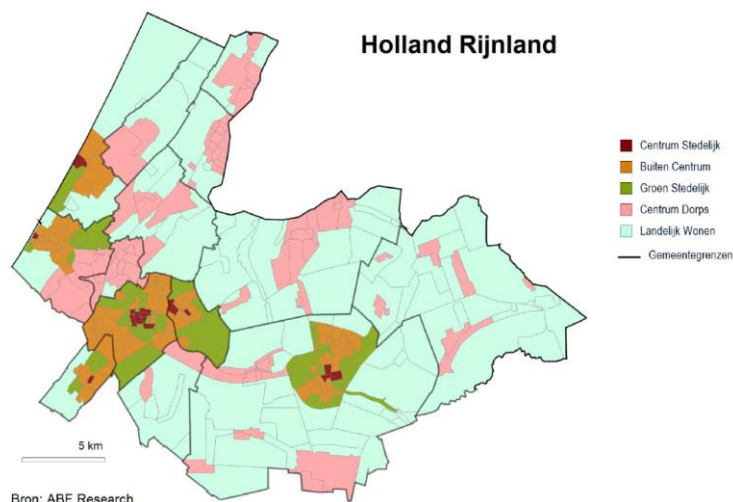 Holland Rijnland
Centrum Stedelijk
Buiten Centrum
Groen Stedelijk
Centrum Dorps
Landelijk Wonen
Gemeentegrenzen
5 km
Bron: ABF Research